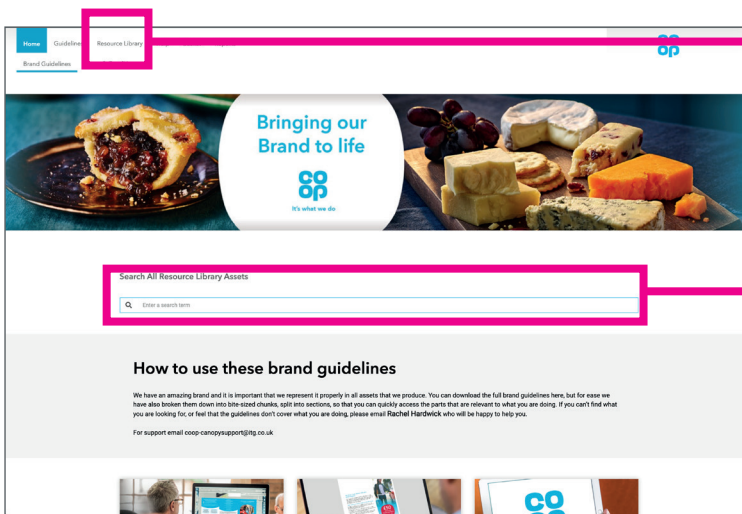 Home Guidelines Resource Library
Brand Guidelines
CO
OP
Bringing our
Brand to life
CO
OP
It's what we do
Search All Resource Library Assets
Enter a search term
How to use these brand guidelines
We have an amazing brand and it is important that we represent it properly in all assets that we produce. You can download the full brand guidelines here, but for ease we
have also broken them down into bite-sized chunks, split into sections, so that you can quickly access the parts that are relevant to what you are doing. If you can't find what
you are looking for, or feel that the guidelines don't cover what you are doing, please email Rachel Hardwick who will be happy to help you.
For support email coop-canopysupport@itg.co.uk
CO
OP